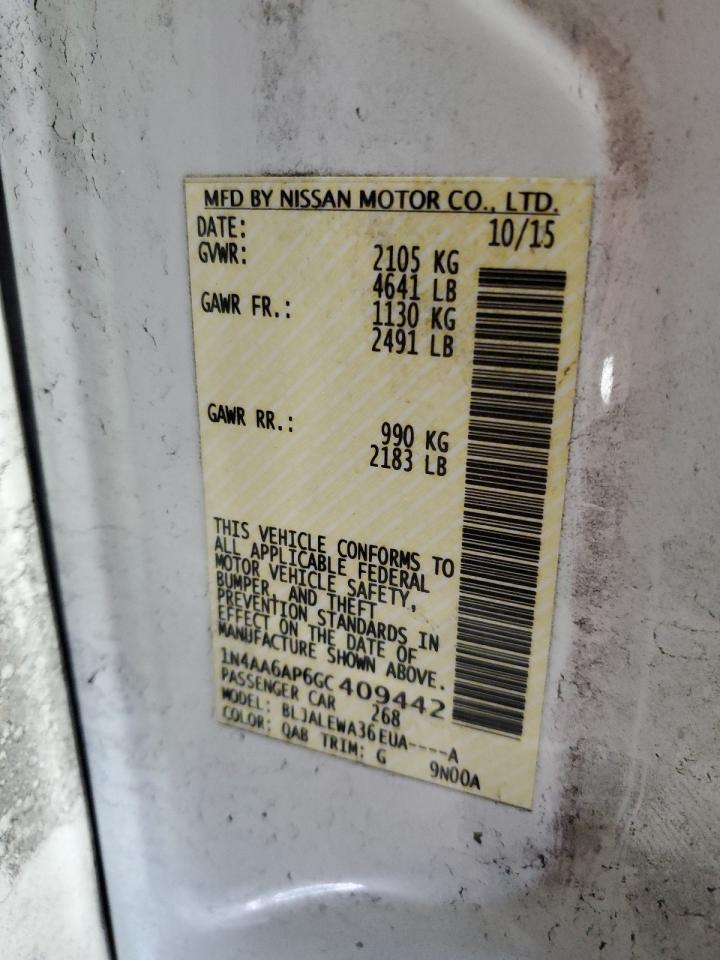 MFD BY NISSAN MOTOR CO., LTD.
DATE: 10/15
GVWR: 2105 KG
4641 LB
GAWR FR.: 1130 KG
2491 LB
GAWR RR.: 990 KG
2183 LB
THIS VEHICLE CONFORMS TO
ALL APPLICABLE FEDERAL
MOTOR VEHICLE SAFETY,
BUMPER, AND THEFT
PREVENTION STANDARDS IN
EFFECT ON THE DATE OF
MANUFACTURE SHOWN ABOVE.
1N4AA6AP6GC409442
PASSENGER CAR 268
MODEL: BLJALEWA36EUA----A
COLOR: QAB TRIM: G 9N00A